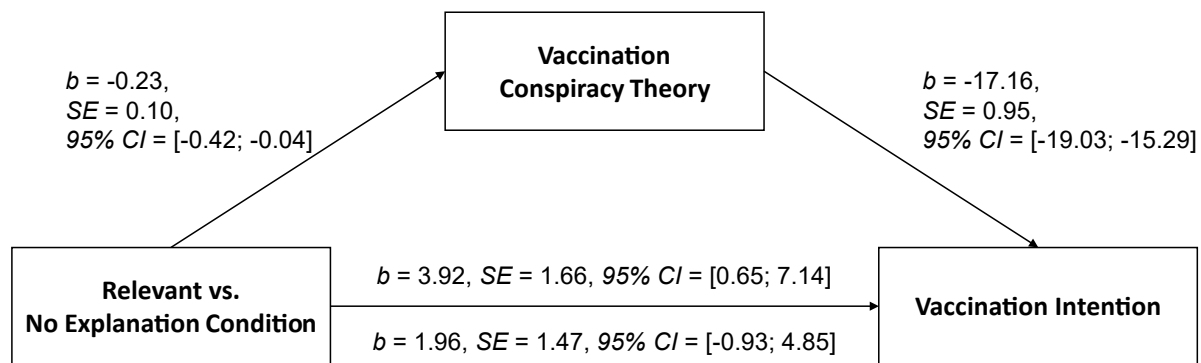 Vaccination
Conspiracy Theory
b = -0.23,
SE = 0.10,
95% CI = [-0.42; -0.04]
b = -17.16,
SE = 0.95,
95% CI = [-19.03; -15.29]
Relevant vs.
No Explanation Condition
b = 3.92, SE = 1.66, 95% CI = [0.65; 7.14]
b = 1.96, SE = 1.47, 95% CI = [-0.93; 4.85]
Vaccination Intention